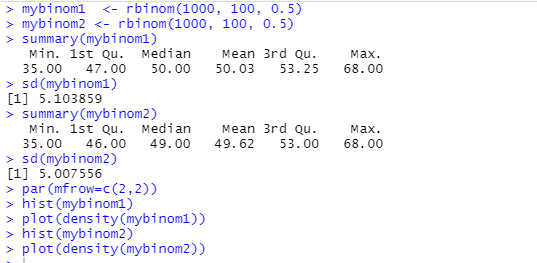 > mybinom1  <- rbinom(1000, 100, 0.5)
> mybinom2 <- rbinom(1000, 100, 0.5)
> summary(mybinom1)
   Min. 1st Qu.  Median    Mean 3rd Qu.    Max.
  35.00   47.00   50.00   50.03   53.25   68.00
> sd(mybinom1)
[1] 5.103859
> summary(mybinom2)
   Min. 1st Qu.  Median    Mean 3rd Qu.    Max.
  35.00   46.00   49.00   49.62   53.00   68.00
> sd(mybinom2)
[1] 5.007556
> par(mfrow=c(2,2))
> hist(mybinom1)
> plot(density(mybinom1))
> hist(mybinom2)
> plot(density(mybinom2))
>